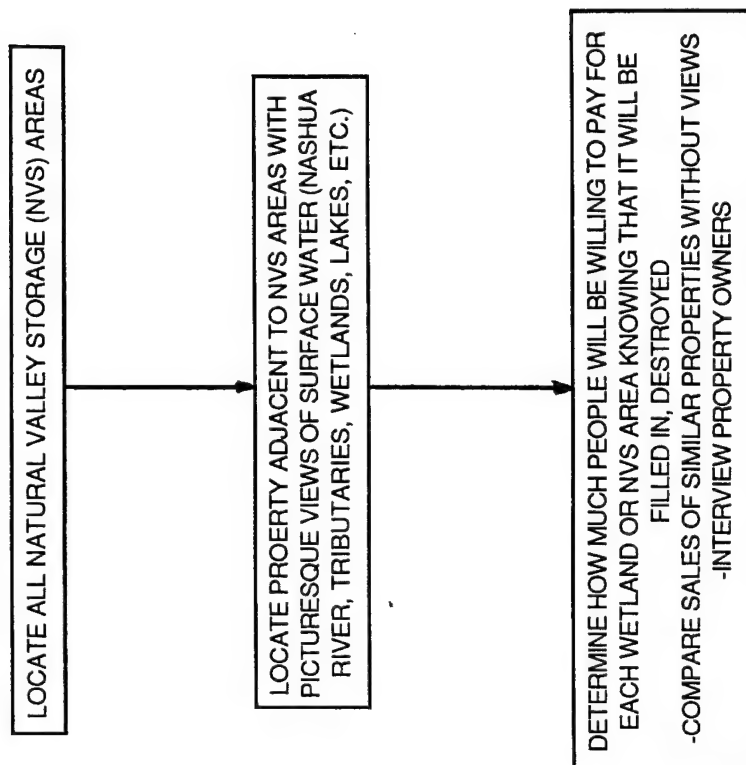 LOCATE ALL NATURAL VALLEY STORAGE (NVS) AREAS
LOCATE PROERTY ADJACENT TO NVS AREAS WITH
PICTURESQUE VIEWS OF SURFACE WATER (NASHUA
RIVER, TRIBUTARIES, WETLANDS, LAKES, ETC.)
DETERMINE HOW MUCH PEOPLE WILL BE WILLING TO PAY FOR
EACH WETLAND OR NVS AREA KNOWING THAT IT WILL BE
FILLED IN, DESTROYED
-COMPARE SALES OF SIMILAR PROPERTIES WITHOUT VIEWS
-INTERVIEW PROPERTY OWNERS